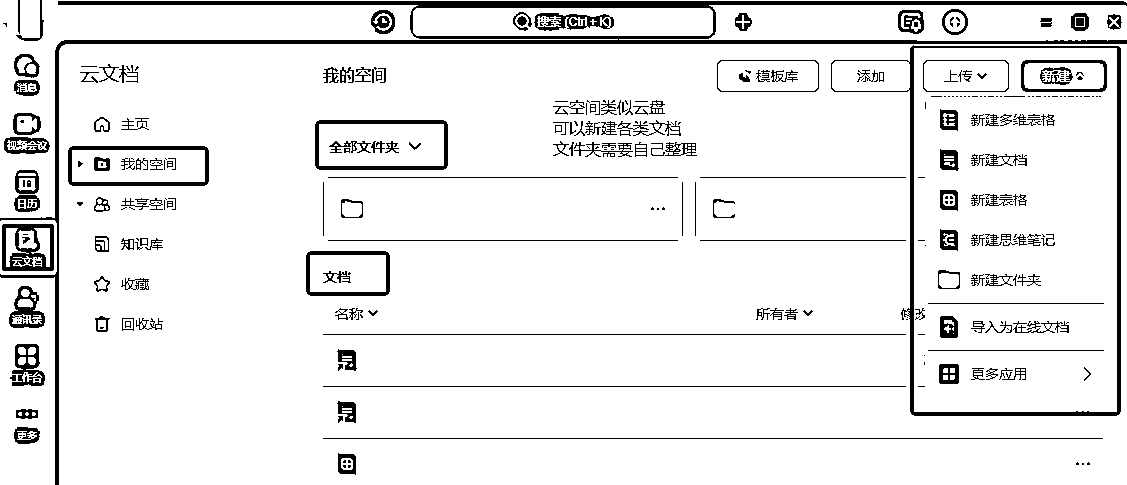 搜索 (Ctrl + K)
消息
视频会议
日历
云文档
通讯录
工作台
更多
云文档
主页
我的空间
共享空间
知识库
收藏
回收站
我的空间
模板库
添加
上传
新建
云空间类似云盘
可以新建各类文档
文件夹需要自己整理
全部文件夹
文档
名称
所有者
修改
新建多维表格
新建文档
新建表格
新建思维笔记
新建文件夹
导入为在线文档
更多应用